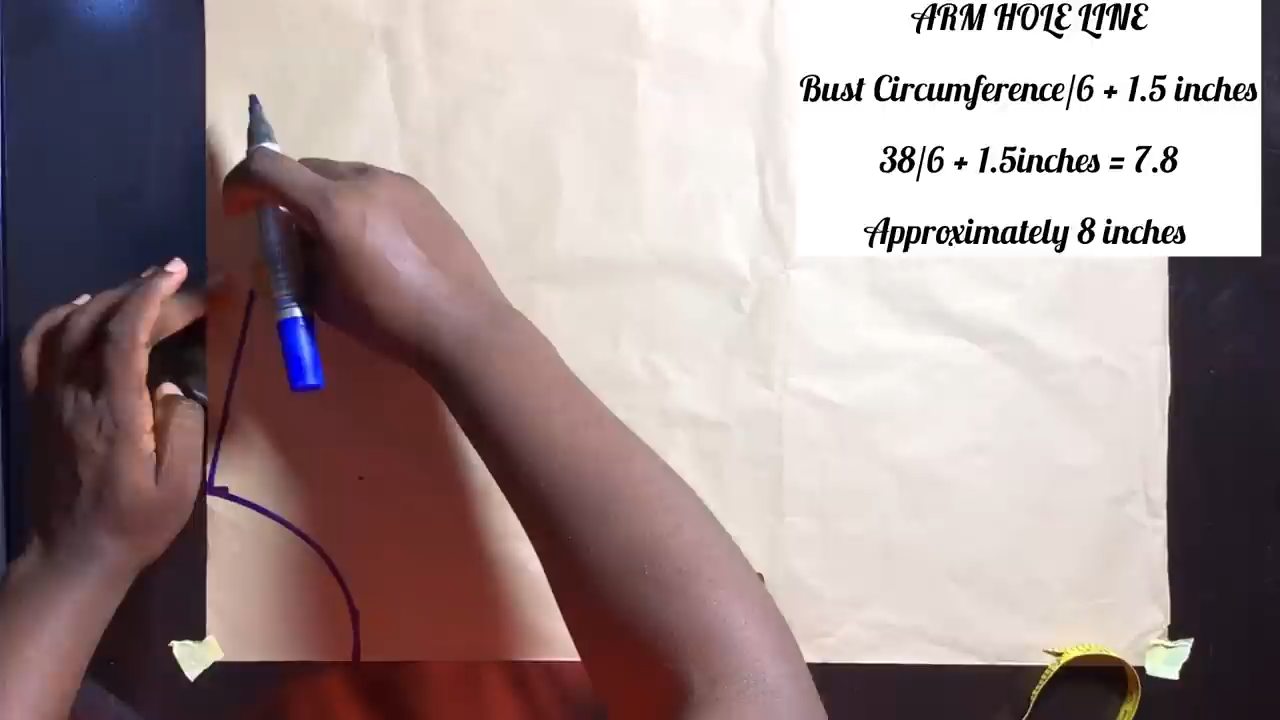 ARM HOLE LINE
Bust Circumference/6 + 1.5 inches
38/6 + 1.5inches = 7.8
Approximately 8 inches